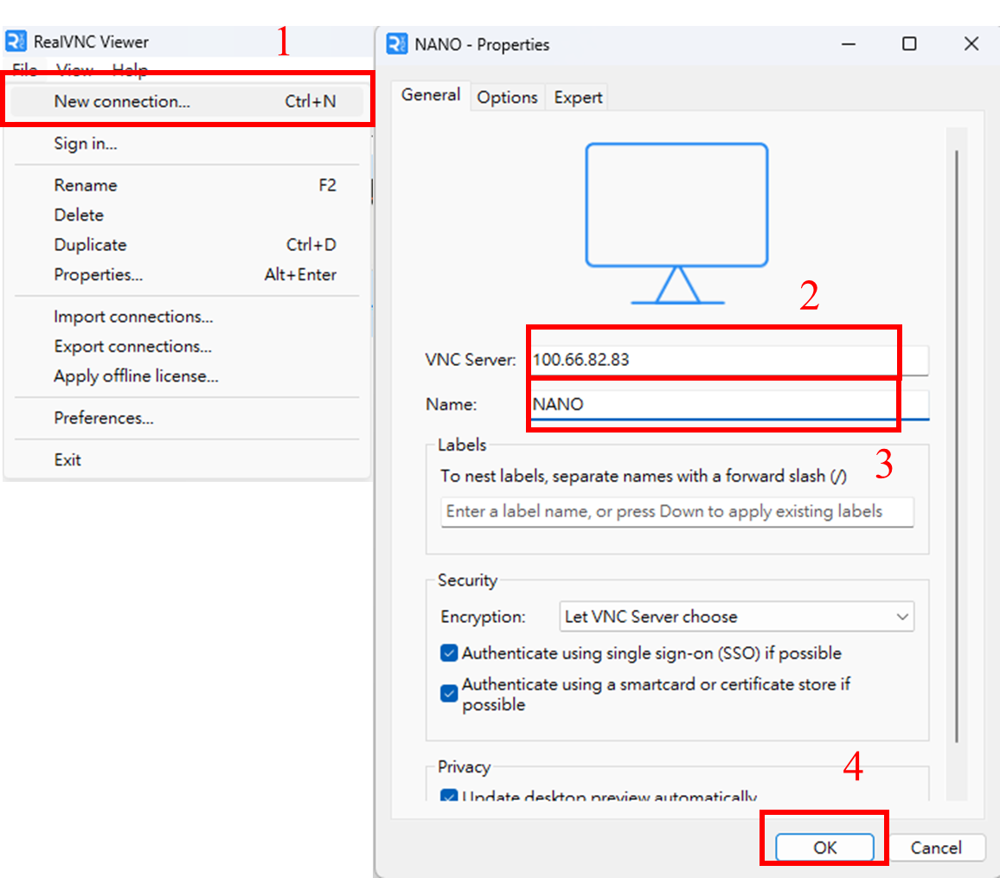 RealVNC Viewer
1
File View Help
New connection... Ctrl+N
Sign in...
Rename F2
Delete
Duplicate Ctrl+D
Properties... Alt+Enter
Import connections...
Export connections...
Apply offline license...
Preferences...
Exit
NANO - Properties
General Options Expert
2
VNC Server: 100.66.82.83
Name: NANO
3
Labels
To nest labels, separate names with a forward slash (/)
Enter a label name, or press Down to apply existing labels
Security
Encryption: Let VNC Server choose
Authenticate using single sign-on (SSO) if possible
Authenticate using a smartcard or certificate store if
possible
4
Privacy
Update desktop preview automatically
OK Cancel